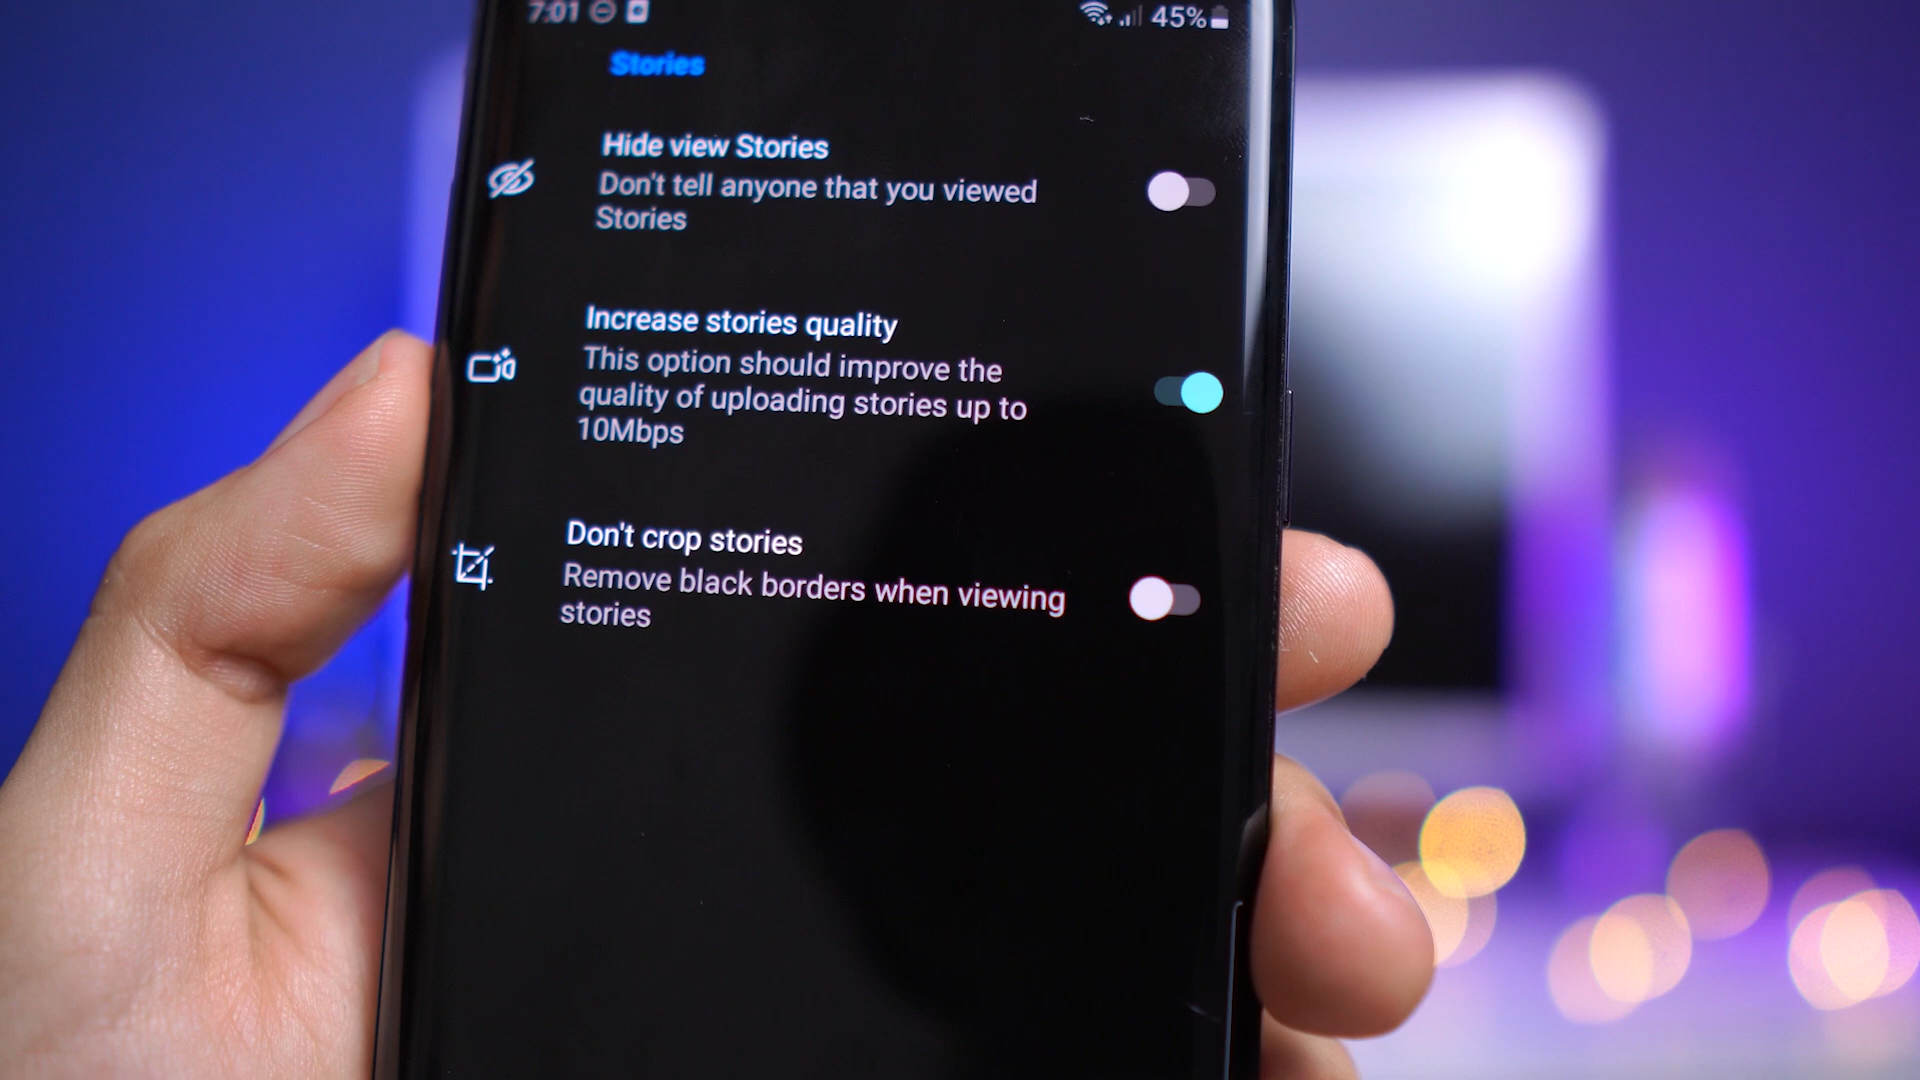 7:01 45%
Stories
Hide view Stories
Don't tell anyone that you viewed
Stories
Increase stories quality
This option should improve the
quality of uploading stories up to
10Mbps
Don't crop stories
Remove black borders when viewing
stories